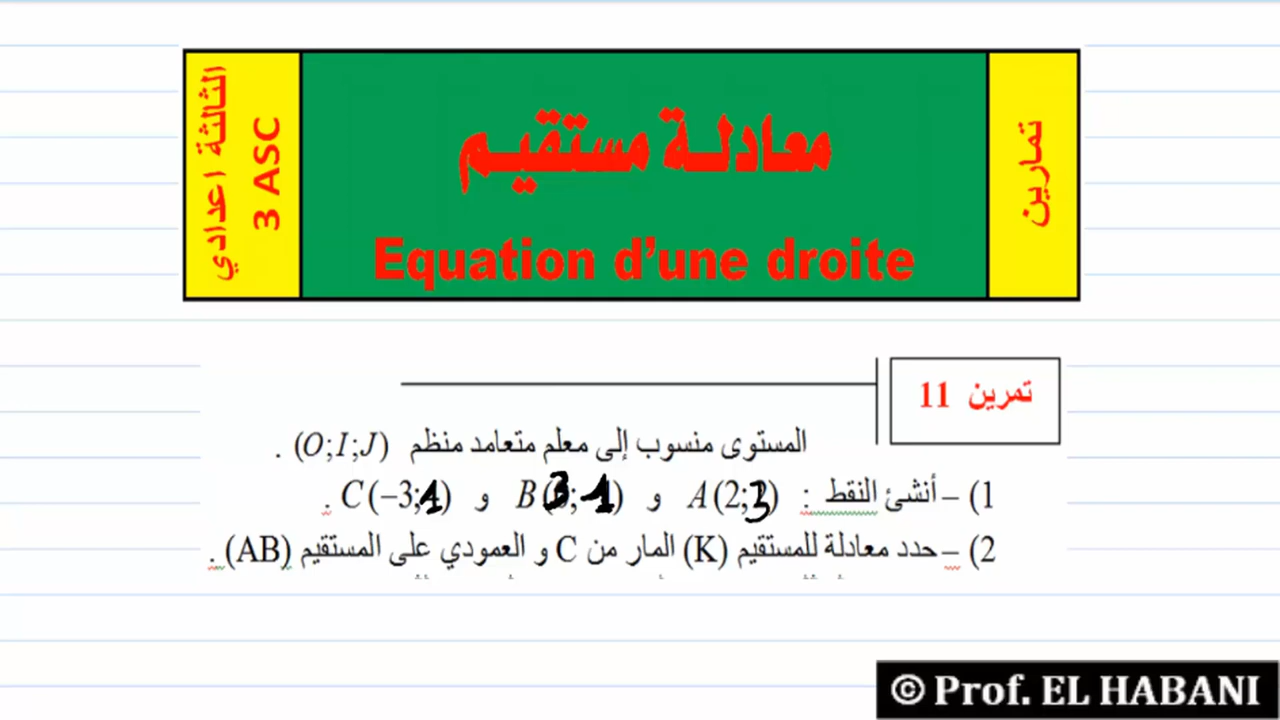 الثالثة اعدادي
3 ASC
معادلة مستقيم
Equation d'une droite
تمارين
تمرين 11
المستوى منسوب إلى معلم متعامد منظم (O;I;J) .
1) – أنشئ النقط : A(2;3) و B(3;-1) و C(–3;1) .
2) – حدد معادلة للمستقيم (K) المار من C و العمودي على المستقيم (AB) .
© Prof. EL HABANI